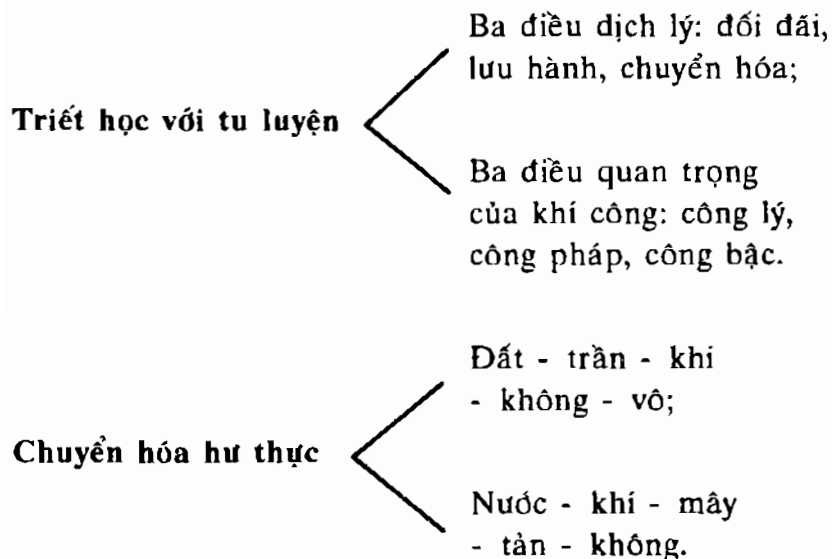 Ba điều dịch lý: đối đãi,
lưu hành, chuyển hóa;
Triết học với tu luyện
Ba điều quan trọng
của khí công: công lý,
công pháp, công bậc.
Đất - trần - khi
- không - vô;
Chuyển hóa hư thực
Nước - khí - mây
- tàn - không.